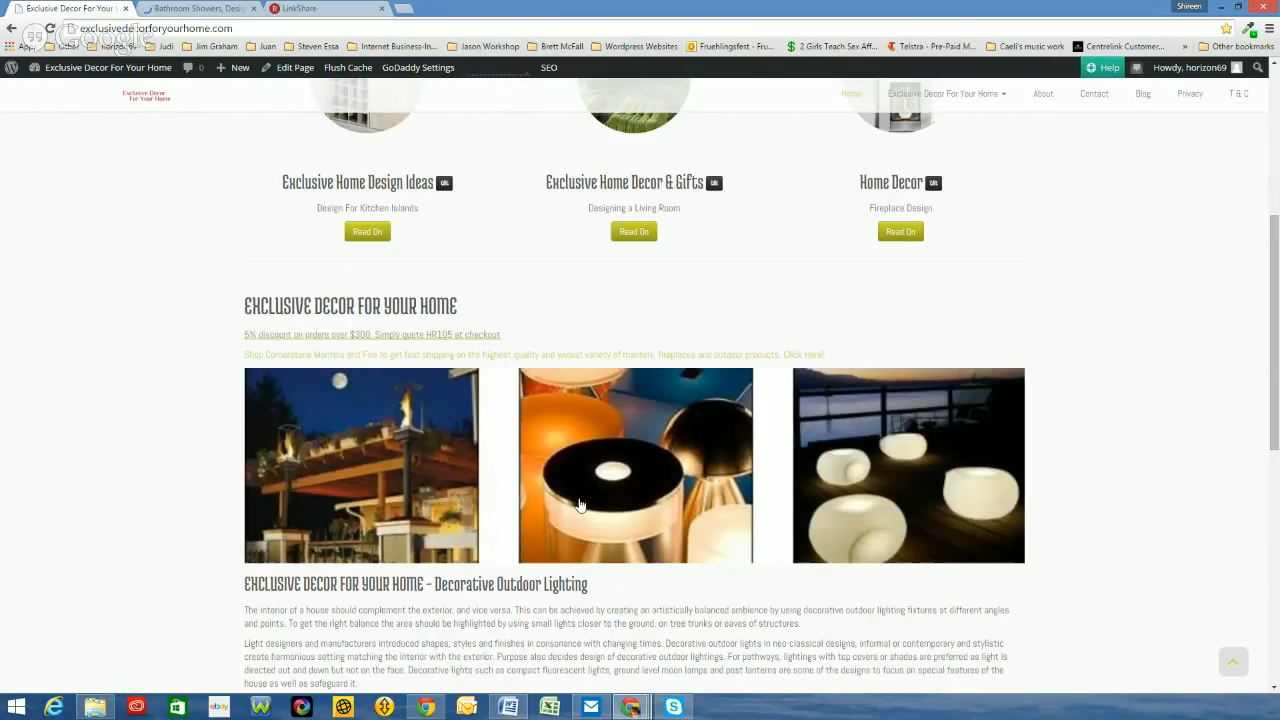 Exclusive Decor For Your H
Bathroom Showers, Desig
LinkShare
Shireen
exclusivedecorforyourhome.com
Google
Judi
Jim Graham
Juan
Steven Essa
Internet Business-In...
Jason Workshop
Brett McFall
Wordpress Websites
Fruehlingsfest - Fru...
2 Girls Teach Sex Aff...
Telstra - Pre-Paid M...
Caeli's music work
Centrelink Customer...
»
Other bookmarks
Exclusive Decor For Your Home
0
New
Edit Page
Flush Cache
GoDaddy Settings
SEO
Help
Howdy, horizon69
Exclusive Decor
For Your Home
Home
Exclusive Decor For Your Home
About
Contact
Blog
Privacy
T & C
Exclusive Home Design Ideas
Exclusive Home Decor & Gifts
Home Decor
Design For Kitchen Islands
Designing a Living Room
Fireplace Design
Read On
Read On
Read On
EXCLUSIVE DECOR FOR YOUR HOME
5% discount on orders over $300. Simply quote HR105 at checkout
Shop Cornerstone Mantels and Fire to get fast shipping on the highest quality and widest variety of mantels, fireplaces and outdoor products. Click Here!
EXCLUSIVE DECOR FOR YOUR HOME - Decorative Outdoor Lighting
The interior of a house should complement the exterior, and vice versa. This can be achieved by creating an artistically balanced ambience by using decorative outdoor lighting fixtures at different angles
and points. To get the right balance the area should be highlighted by using small lights closer to the ground, on tree trunks or eaves of structures.
Light designers and manufacturers introduced shapes, styles and finishes in consonance with changing times. Decorative outdoor lights in neo-classical designs, informal or contemporary and stylistic
create harmonious setting matching the interior with the exterior. Purpose also decides design of decorative outdoor lightings. For pathways, lightings with top covers or shades are preferred as light is
directed out and down but not on the face. Decorative lights such as compact fluorescent lights, ground level moon lamps and post lanterns are some of the designs to focus on special features of the
house as well as safeguard it.
ebay